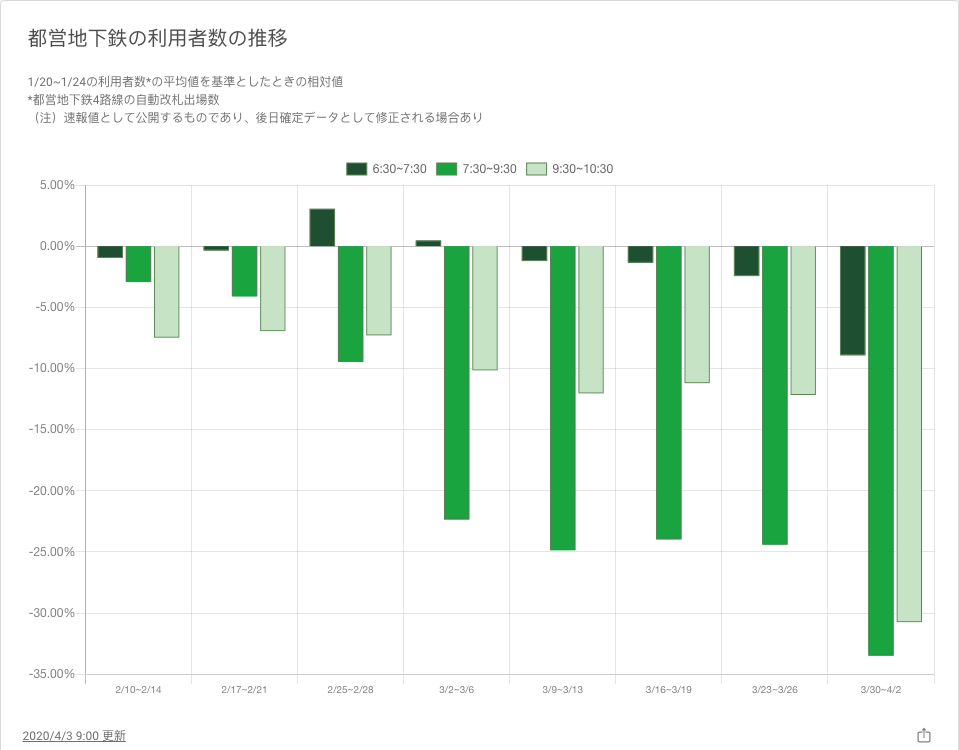 都営地下鉄の利用者数の推移
1/20~1/24の利用者数*の平均値を基準としたときの相対値
*都営地下鉄4路線の自動改札出場数
（注）速報値として公開するものであり、後日確定データとして修正される場合あり
6:30~7:30 7:30~9:30 9:30~10:30
5.00%
0.00%
-5.00%
-10.00%
-15.00%
-20.00%
-25.00%
-30.00%
-35.00%
2/10~2/14 2/17~2/21 2/25~2/28 3/2~3/6 3/9~3/13 3/16~3/19 3/23~3/26 3/30~4/2
2020/4/3 9:00 更新